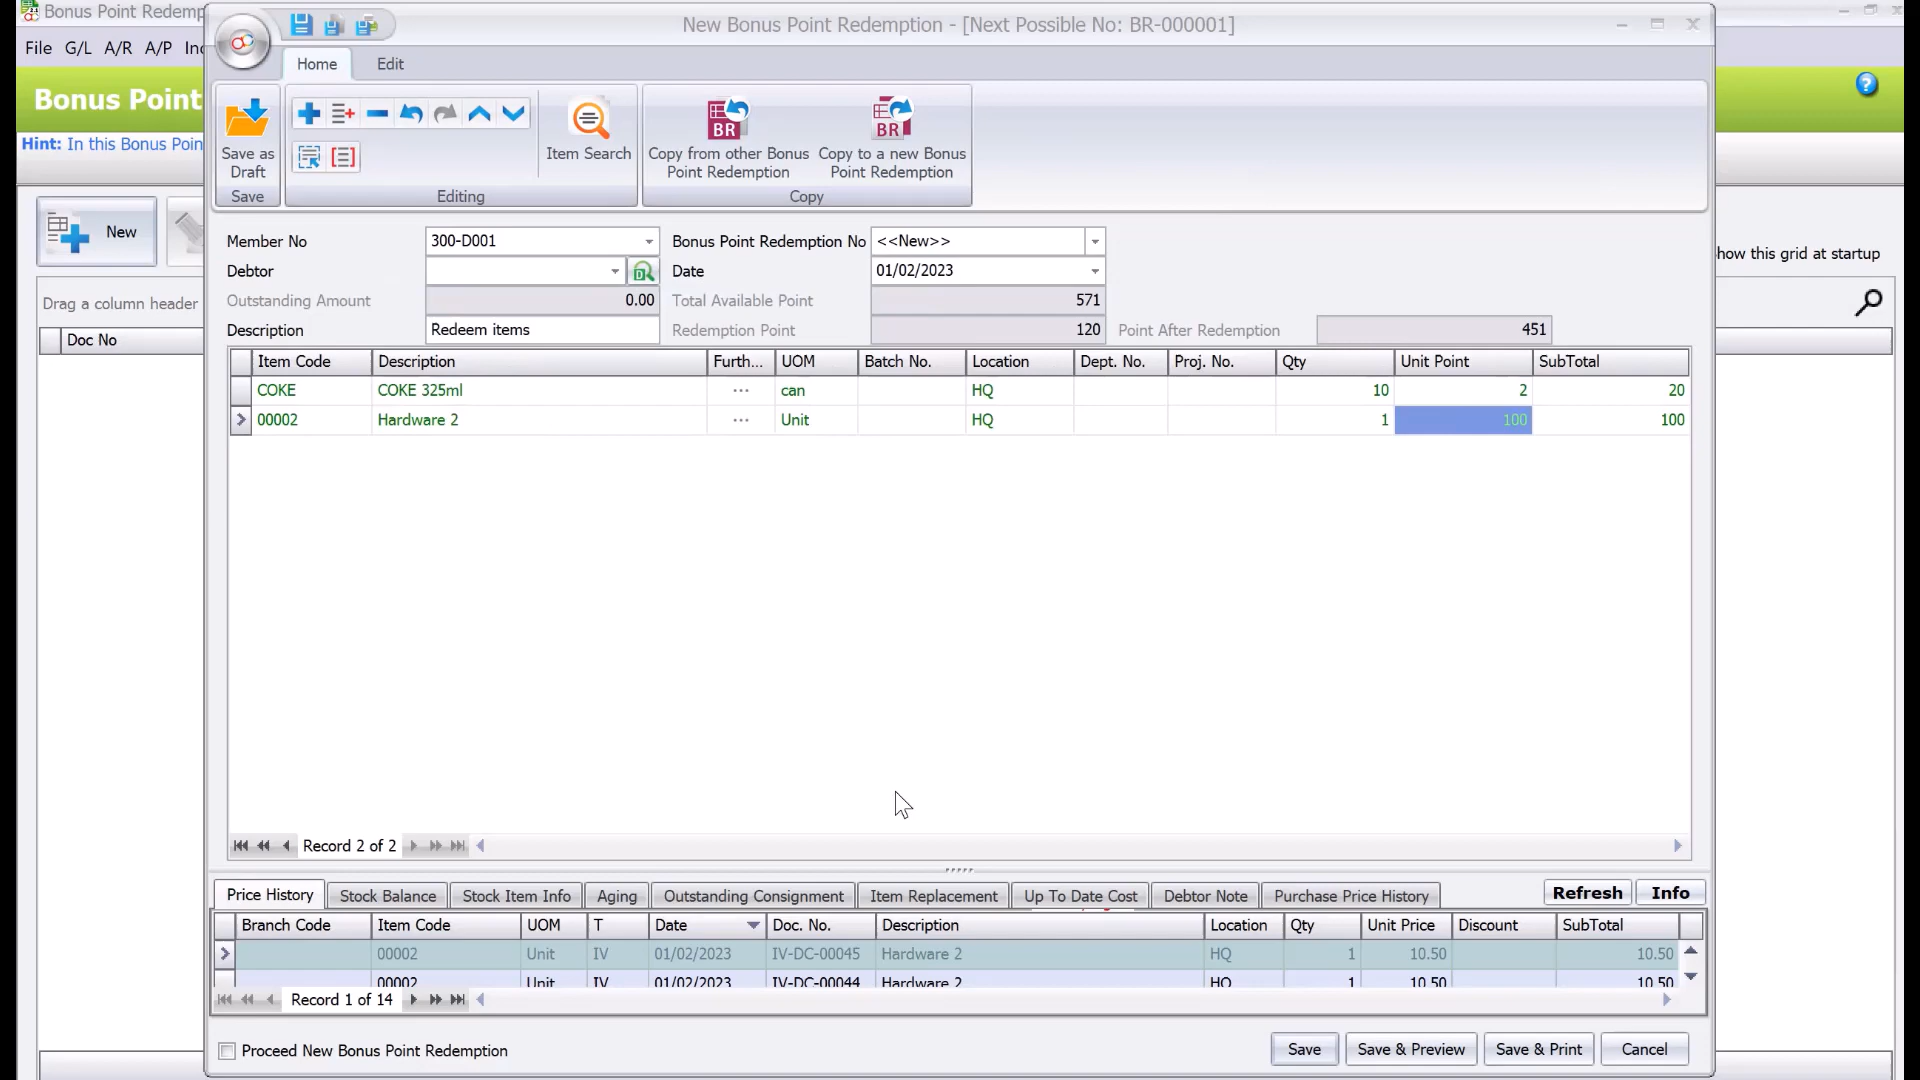 Bonus Point Redemp
New Bonus Point Redemption - [Next Possible No: BR-000001]
File G/L A/R A/P
Home Edit
Bonus Point
Hint: In this Bonus Poin
Save as Draft
Save
Editing
Item Search
BR
Copy from other Bonus Point Redemption
BR
Copy to a new Bonus Point Redemption
Copy
New
how this grid at startup
Drag a column header
Doc No
Member No 300-D001 Bonus Point Redemption No <<New>>
Debtor D Date 01/02/2023
Outstanding Amount 0.00 Total Available Point 571
Description Redeem items Redemption Point 120 Point After Redemption 451
Item Code Description Furth... UOM Batch No. Location Dept. No. Proj. No. Qty Unit Point SubTotal
COKE COKE 325ml ... can HQ 10 2 20
00002 Hardware 2 ... Unit HQ 1 100 100
Record 2 of 2
Price History Stock Balance Stock Item Info Aging Outstanding Consignment Item Replacement Up To Date Cost Debtor Note Purchase Price History Refresh Info
Branch Code Item Code UOM T Date Doc. No. Description Location Qty Unit Price Discount SubTotal
00002 Unit IV 01/02/2023 IV-DC-00045 Hardware 2 HQ 1 10.50 10.50
00002 Unit IV 01/02/2023 IV-DC-00044 Hardware 2 HQ 1 10.50 10.50
Record 1 of 14
Proceed New Bonus Point Redemption
Save Save & Preview Save & Print Cancel